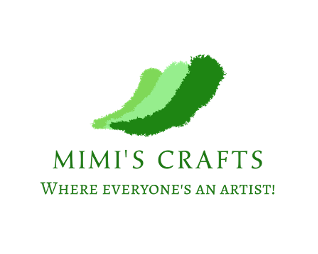 MIMI'S CRAFTS
Where everyone's an artist!